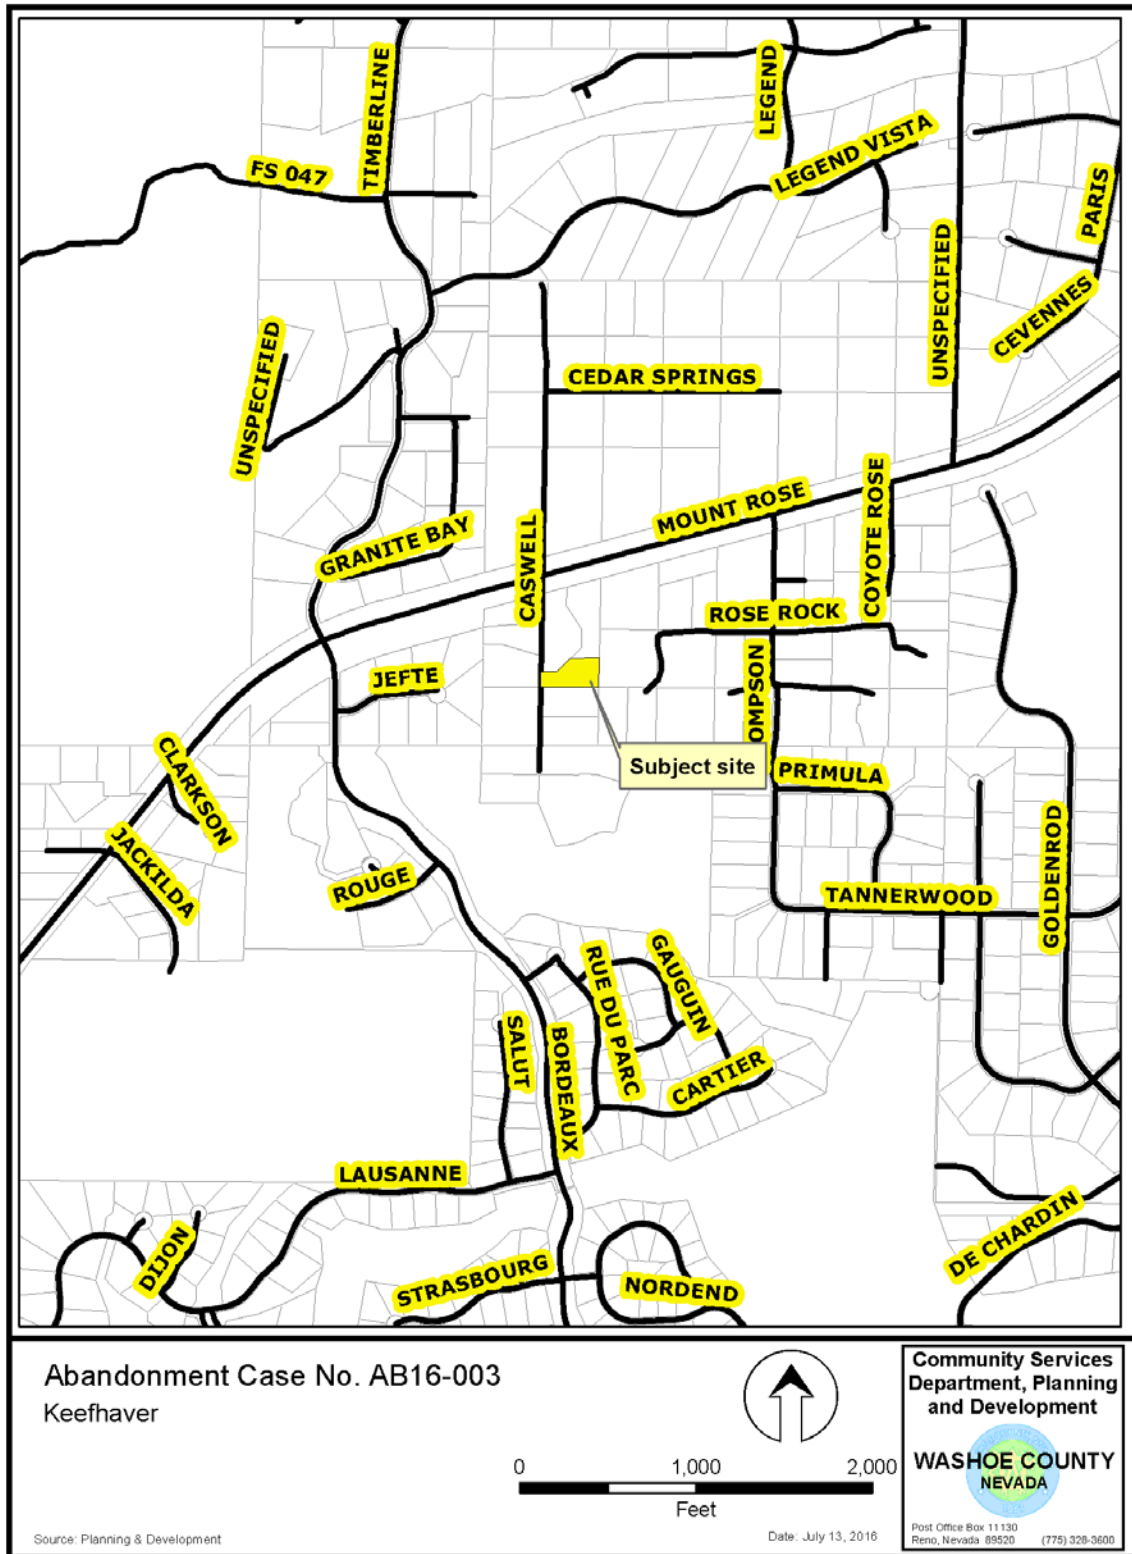 TIMBERLINE
LEGEND
LEGEND VISTA
FS 047
PARIS
UNSPECIFIED
CEVENNES
UNSPECIFIED
CEDAR SPRINGS
MOUNT ROSE
COYOTE ROSE
GRANITE BAY
CASWELL
ROSE ROCK
JEFTE
OMPSON
Subject site
PRIMULA
CLARKSON
JACKILDA
ROUGE
TANNERWOOD
GOLDENROD
GAUGUIN
RUE DU PARC
SALUT
BORDEAUX
CARTIER
LAUSANNE
DE CHARDIN
DIJON
STRASBOURG
NORDEND
Abandonment Case No. AB16-003
Keefhaver
0 1,000 2,000
Feet
Source: Planning & Development
Date: July 13, 2016
Community Services
Department, Planning
and Development
WASHOE COUNTY
NEVADA
Post Office Box 11130
Reno, Nevada 89520 (775) 328-3600